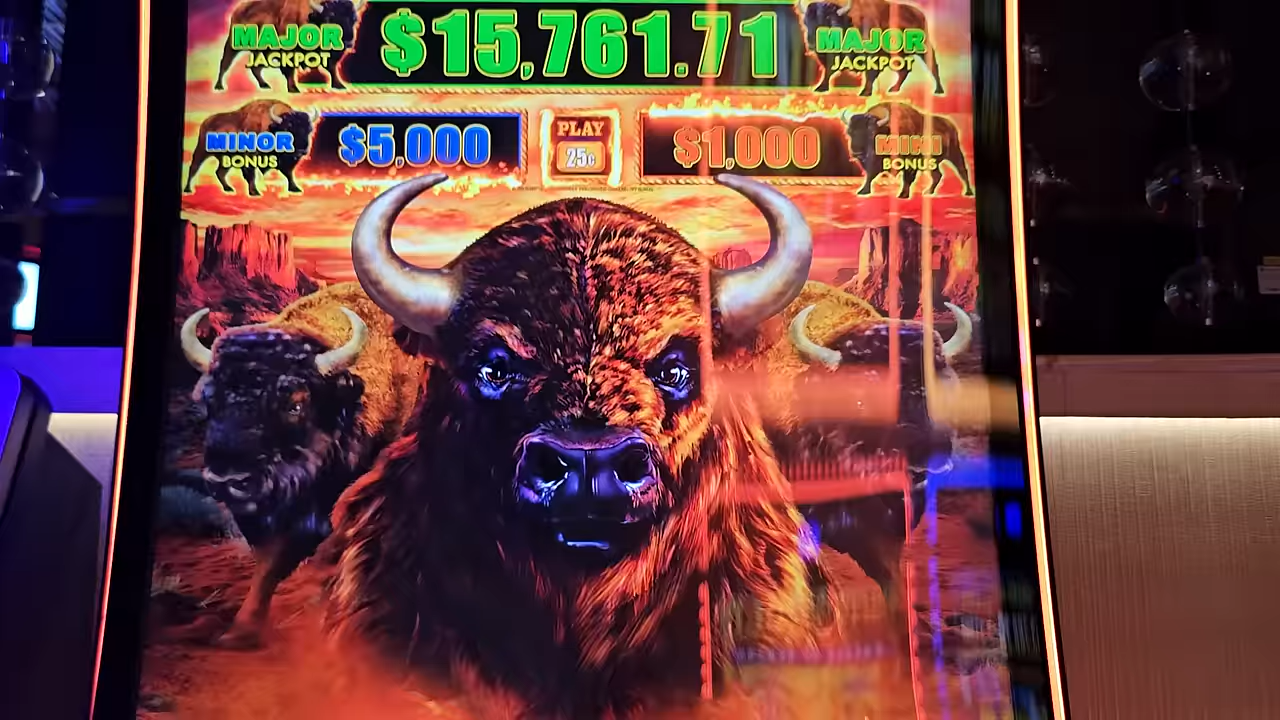 MAJOR
JACKPOT
$15,761.71
MAJOR
JACKPOT
MINOR
BONUS
$5,000
PLAY
25¢
$1,000
MINI
BONUS